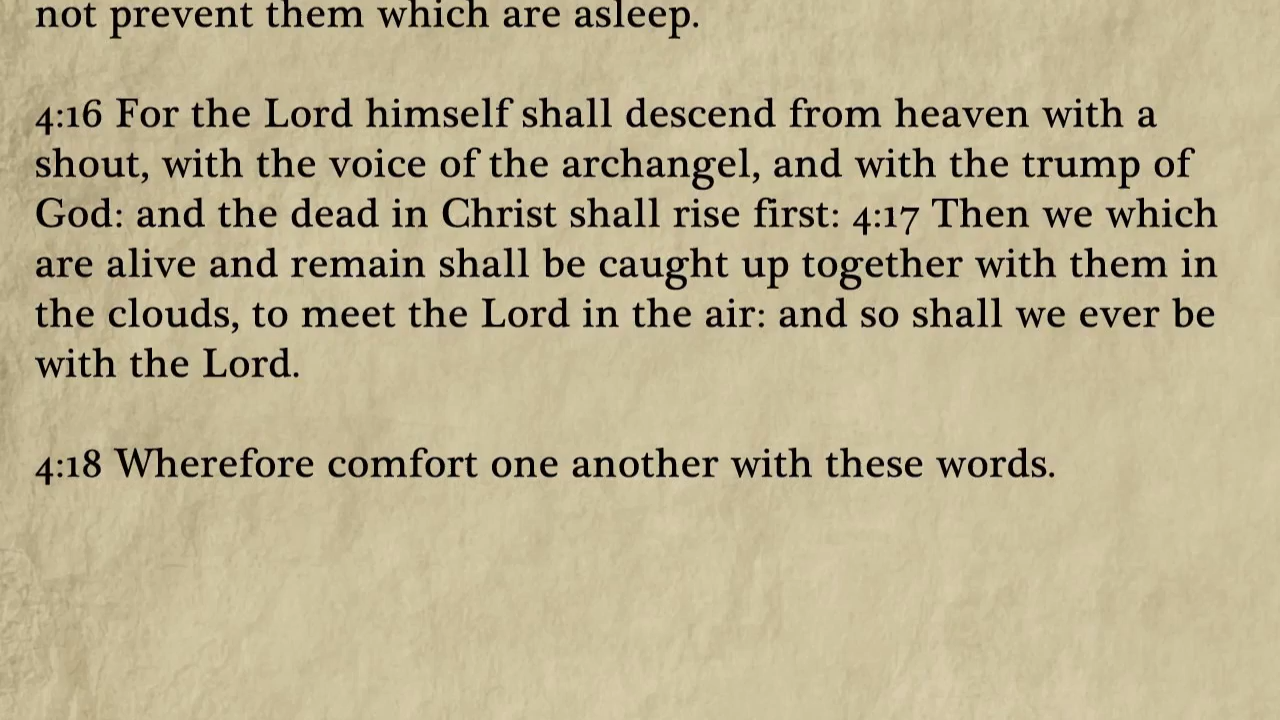 not prevent them which are asleep.
4:16 For the Lord himself shall descend from heaven with a
shout, with the voice of the archangel, and with the trump of
God: and the dead in Christ shall rise first: 4:17 Then we which
are alive and remain shall be caught up together with them in
the clouds, to meet the Lord in the air: and so shall we ever be
with the Lord.
4:18 Wherefore comfort one another with these words.